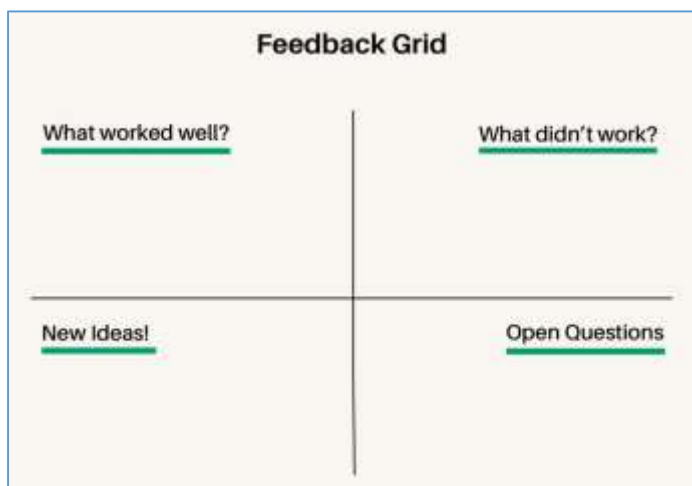 Feedback Grid
What worked well?
What didn’t work?
New Ideas!
Open Questions